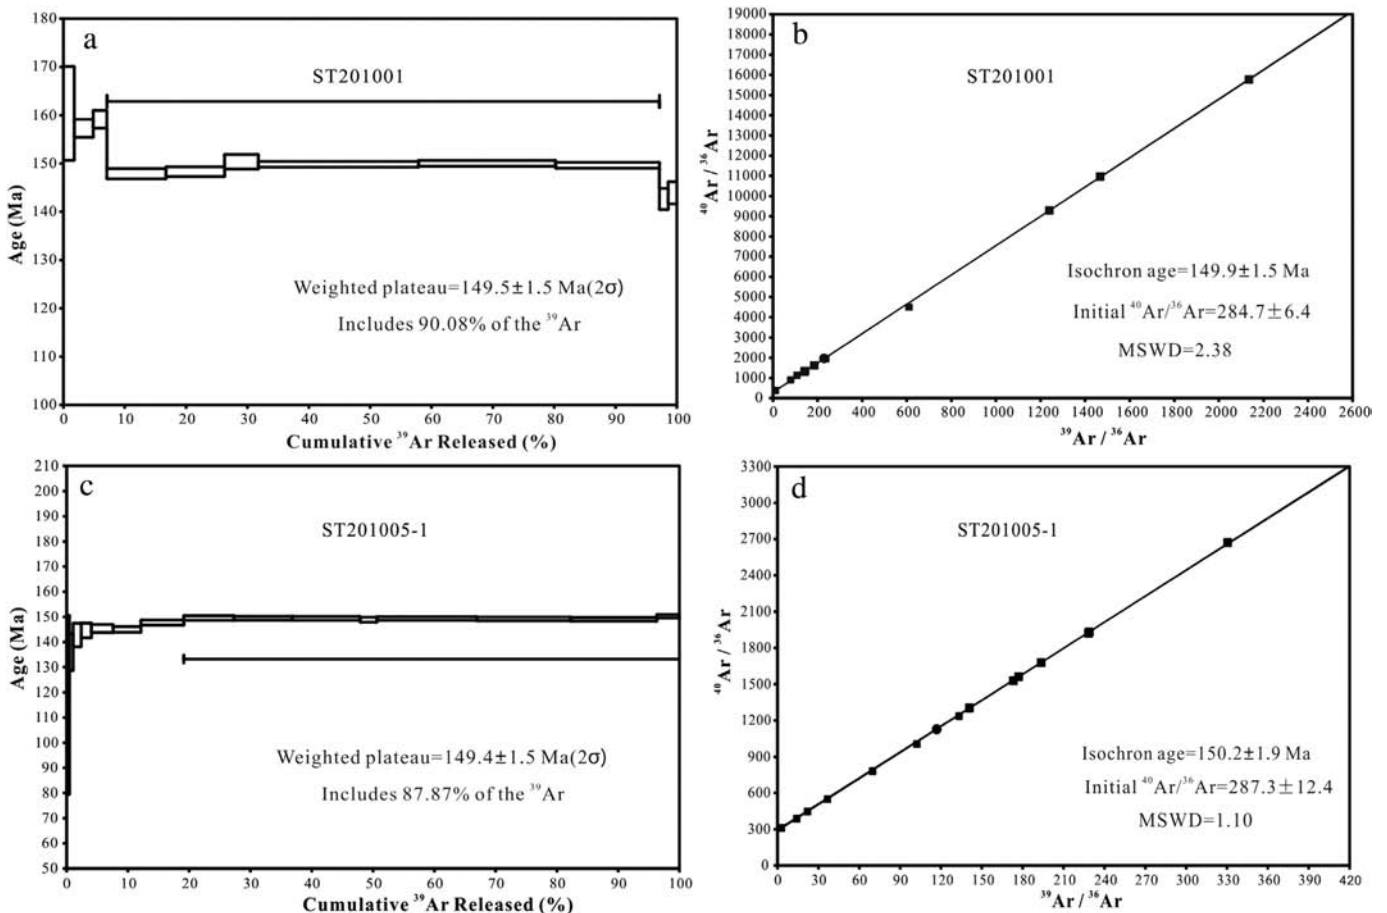 a
ST201001
180
170
160
150
140
130
120
110
100
Age (Ma)
Weighted plateau=149.5±1.5 Ma(2σ)
Includes 90.08% of the ³⁹Ar
0 10 20 30 40 50 60 70 80 90 100
Cumulative ³⁹Ar Released (%)
b
ST201001
19000
18000
17000
16000
15000
14000
13000
12000
11000
10000
9000
8000
7000
6000
5000
4000
3000
2000
1000
0
⁴⁰Ar / ³⁶Ar
Isochron age=149.9±1.5 Ma
Initial ⁴⁰Ar/³⁶Ar=284.7±6.4
MSWD=2.38
0 200 400 600 800 1000 1200 1400 1600 1800 2000 2200 2400 2600
³⁹Ar / ³⁶Ar
c
ST201005-1
210
200
190
180
170
160
150
140
130
120
110
100
90
80
70
60
50
Age (Ma)
Weighted plateau=149.4±1.5 Ma(2σ)
Includes 87.87% of the ³⁹Ar
0 10 20 30 40 50 60 70 80 90 100
Cumulative ³⁹Ar Released (%)
d
ST201005-1
3300
3000
2700
2400
2100
1800
1500
1200
900
600
300
0
⁴⁰Ar / ³⁶Ar
Isochron age=150.2±1.9 Ma
Initial ⁴⁰Ar/³⁶Ar=287.3±12.4
MSWD=1.10
0 30 60 90 120 150 180 210 240 270 300 330 360 390 420
³⁹Ar / ³⁶Ar